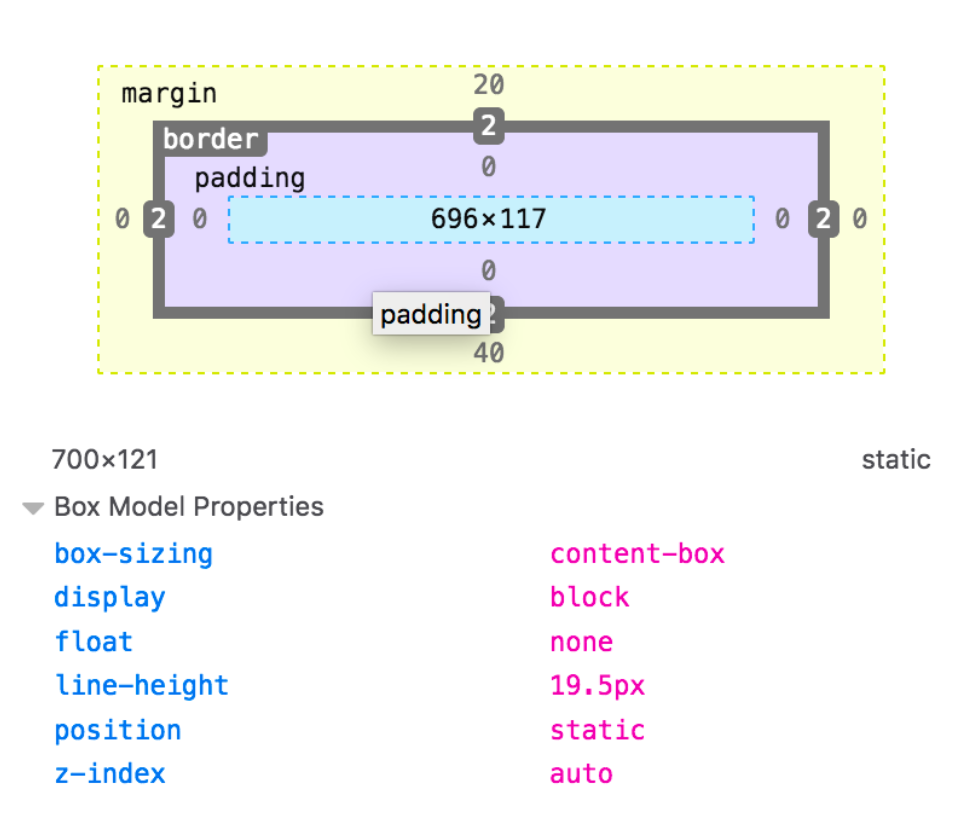 margin
20
border
2
padding
0
0 2 0 696×117 0 2 0
0
padding
40
700×121 static
Box Model Properties
box-sizing content-box
display block
float none
line-height 19.5px
position static
z-index auto